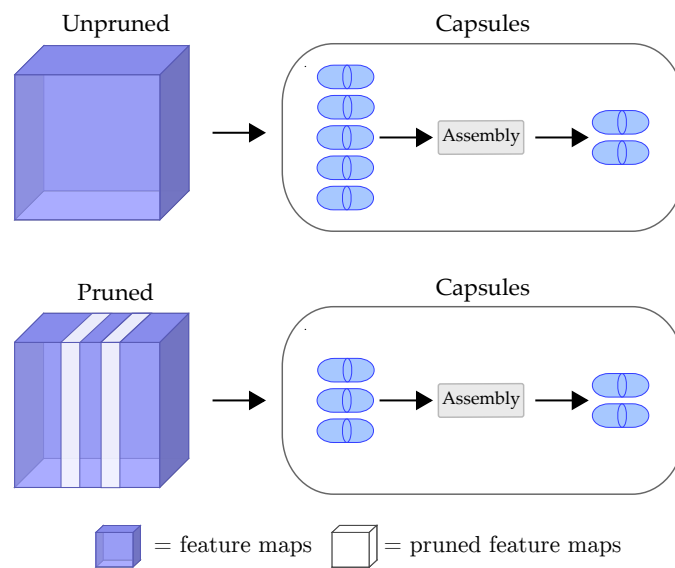 Unpruned
Capsules
Assembly
Pruned
Capsules
Assembly
= feature maps
= pruned feature maps